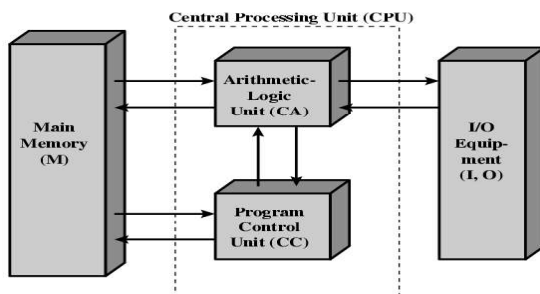 Central Processing Unit (CPU)
Main
Memory
(M)
Arithmetic-
Logic
Unit (CA)
Program
Control
Unit (CC)
I/O
Equip-
ment
(I, O)